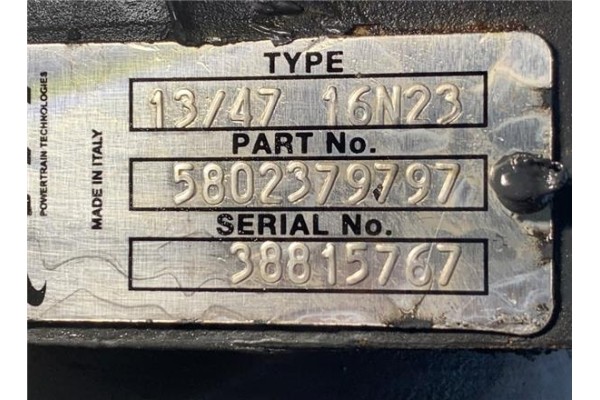 TYPE
13/47 16N23
PART No.
5802379797
SERIAL No.
38815767
POWERTRAIN TECHNOLOGIES
MADE IN ITALY